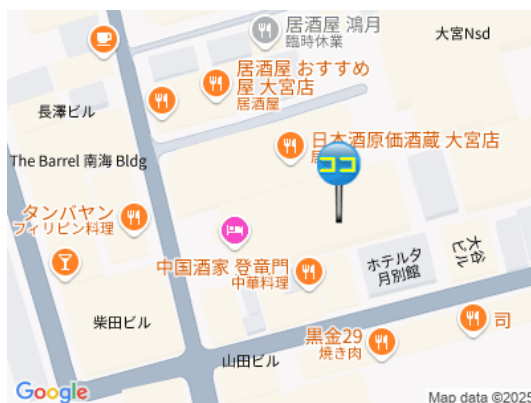 居酒屋 鴻月
臨時休業
大宮Nsd
居酒屋 おすすめ
屋 大宮店
居酒屋
長澤ビル
日本酒原価酒蔵 大宮店
居
ココ
The Barrel 南海 Bldg
タンバヤン
フィリピン料理
中国酒家 登竜門
中華料理
ホテル夕
月別館
大谷
ビル
柴田ビル
黒金29
焼き肉
司
山田ビル
Google
Map data ©202